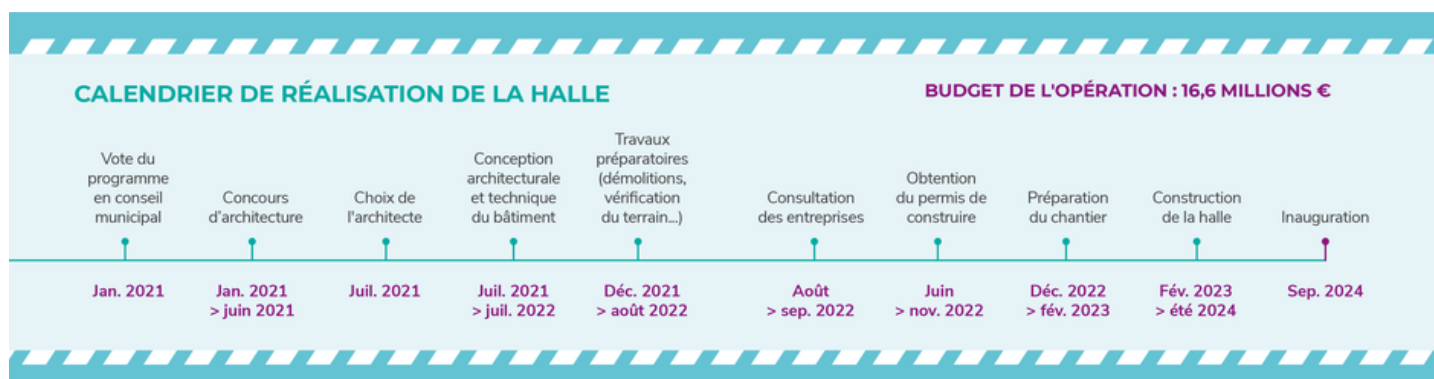 CALENDRIER DE RÉALISATION DE LA HALLE
BUDGET DE L'OPÉRATION : 16,6 MILLIONS €
Vote du
programme
en conseil
municipal
Jan. 2021
Concours
d'architecture
Jan. 2021
> juin 2021
Choix de
l'architecte
Juil. 2021
Conception
architecturale
et technique
du bâtiment
Juil. 2021
> juil. 2022
Travaux
préparatoires
(démolitions,
vérification
du terrain...)
Déc. 2021
> août 2022
Consultation
des entreprises
Août
> sep. 2022
Obtention
du permis de
construire
Juin
> nov. 2022
Préparation
du chantier
Déc. 2022
> fév. 2023
Construction
de la halle
Fév. 2023
> été 2024
Inauguration
Sep. 2024